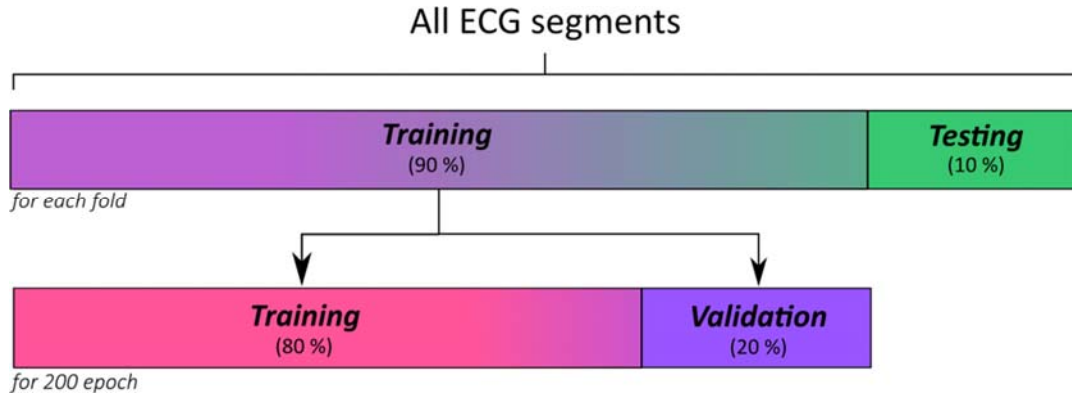 All ECG segments
Training
(90 %)
Testing
(10 %)
for each fold
Training
(80 %)
Validation
(20 %)
for 200 epoch